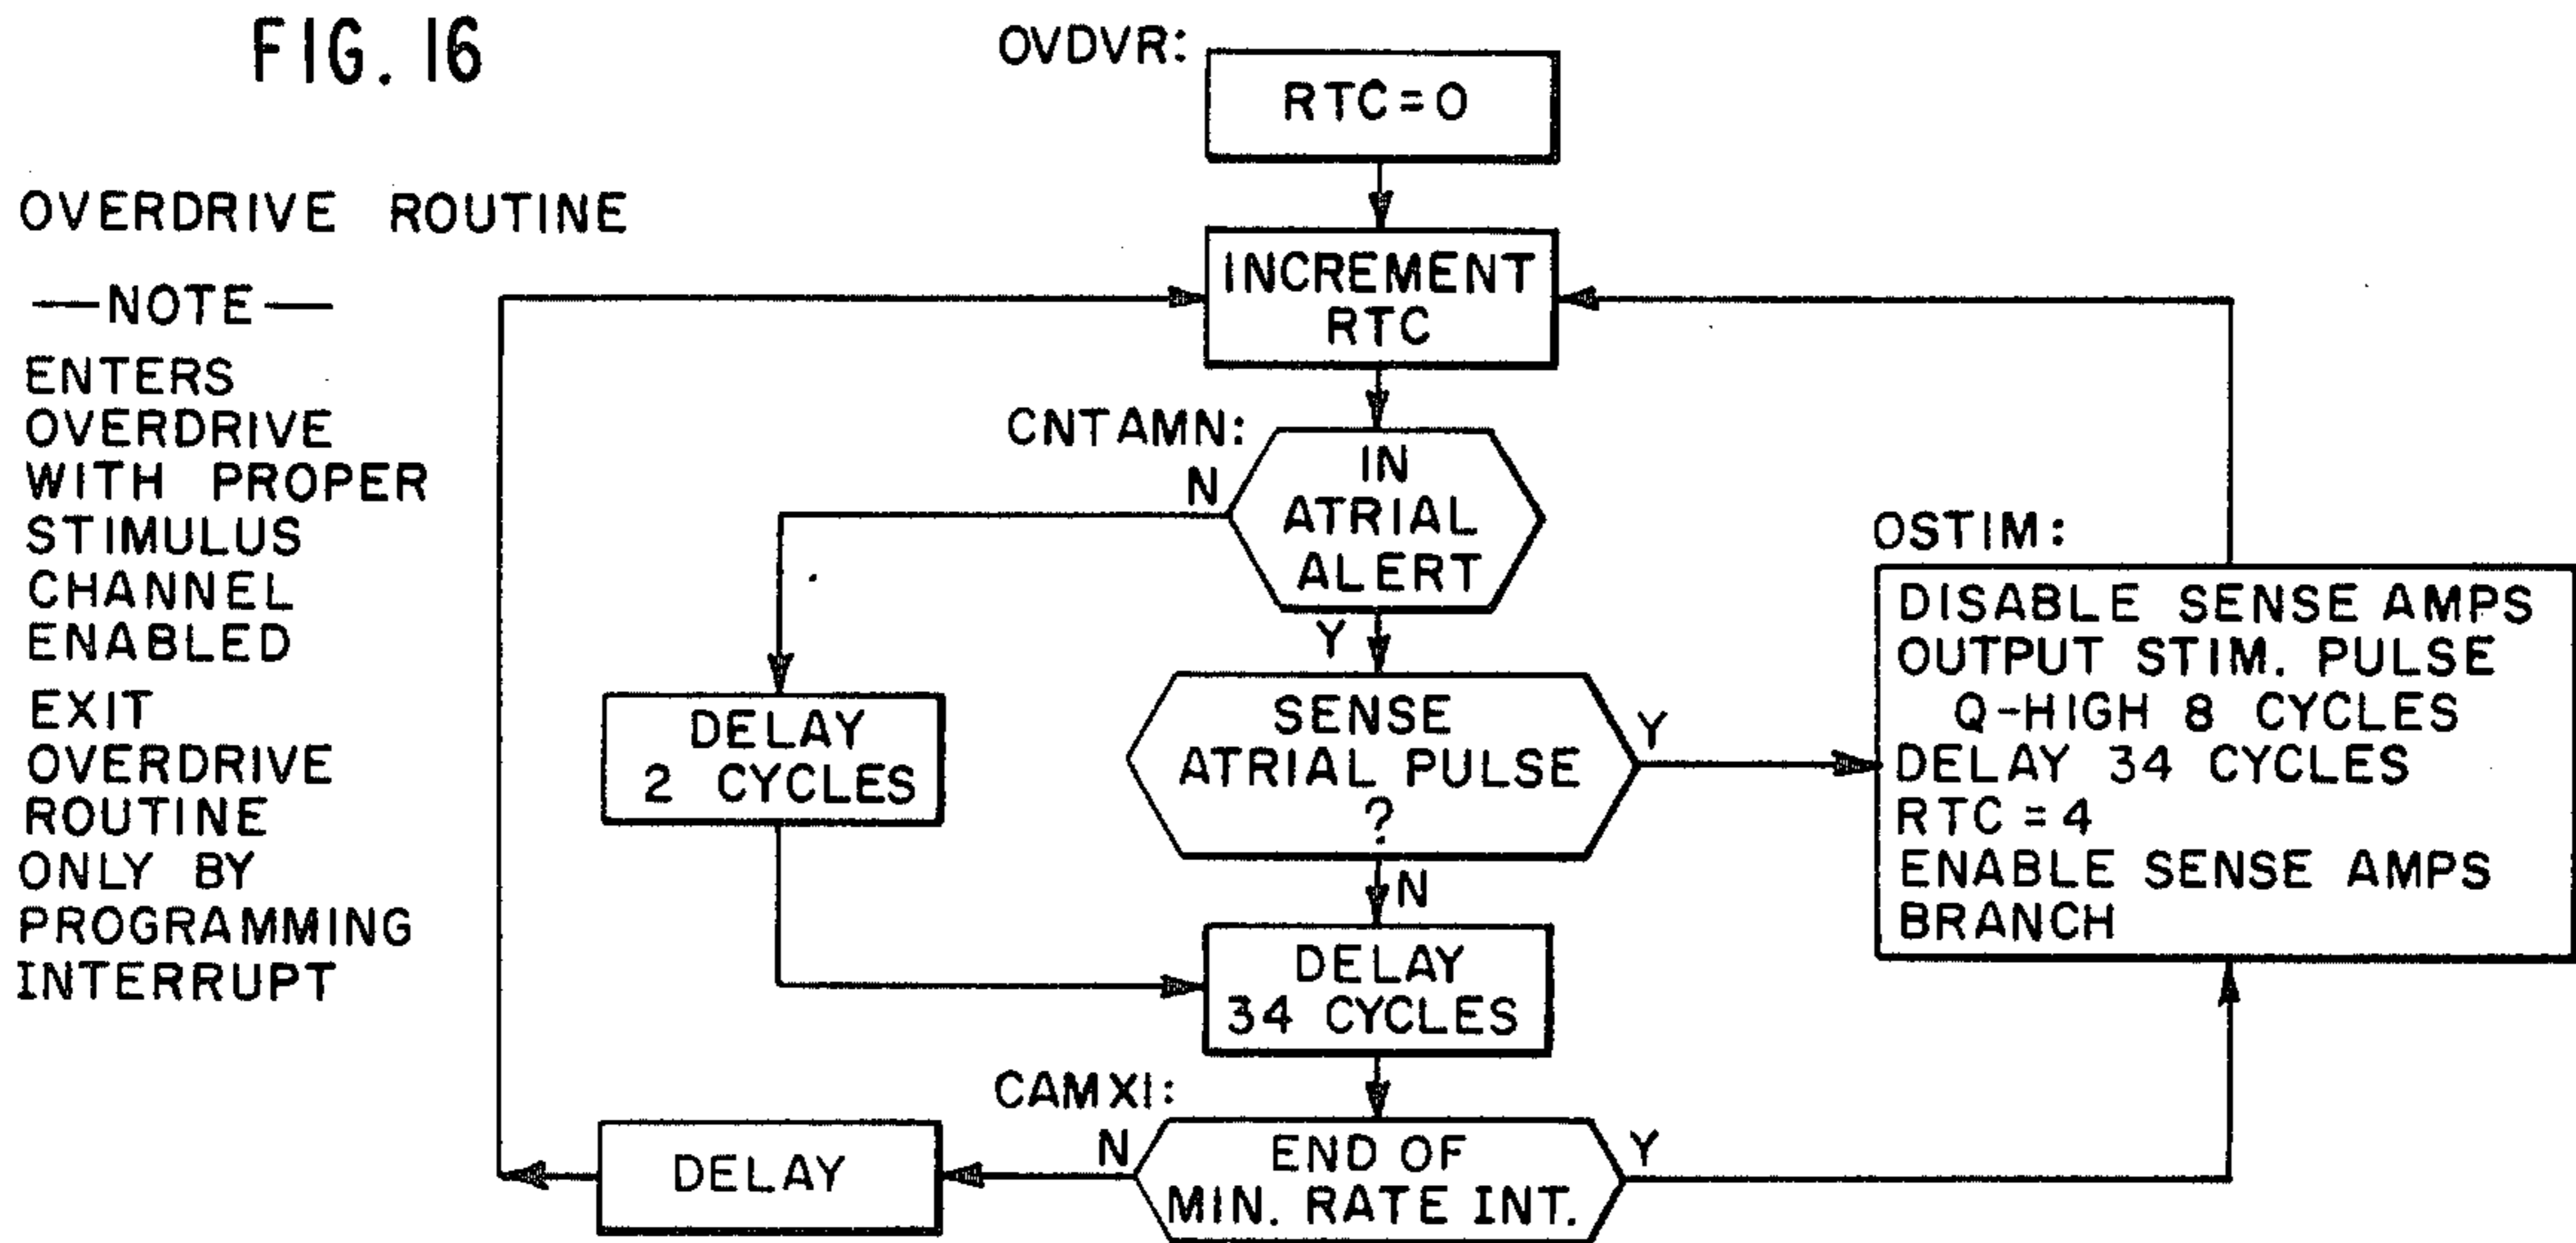 FIG. 16
OVERDRIVE ROUTINE
—NOTE—
ENTERS
OVERDRIVE
WITH PROPER
STIMULUS
CHANNEL
ENABLED
EXIT
OVERDRIVE
ROUTINE
ONLY BY
PROGRAMMING
INTERRUPT
OVDVR:
RTC=0
INCREMENT
RTC
CNTAMN:
N
IN
ATRIAL
ALERT
Y
DELAY
2 CYCLES
SENSE
ATRIAL PULSE
?
Y
N
DELAY
34 CYCLES
CAMXI:
N
END OF
MIN. RATE INT.
Y
DELAY
OSTIM:
DISABLE SENSE AMPS
OUTPUT STIM. PULSE
Q-HIGH 8 CYCLES
DELAY 34 CYCLES
RTC=4
ENABLE SENSE AMPS
BRANCH